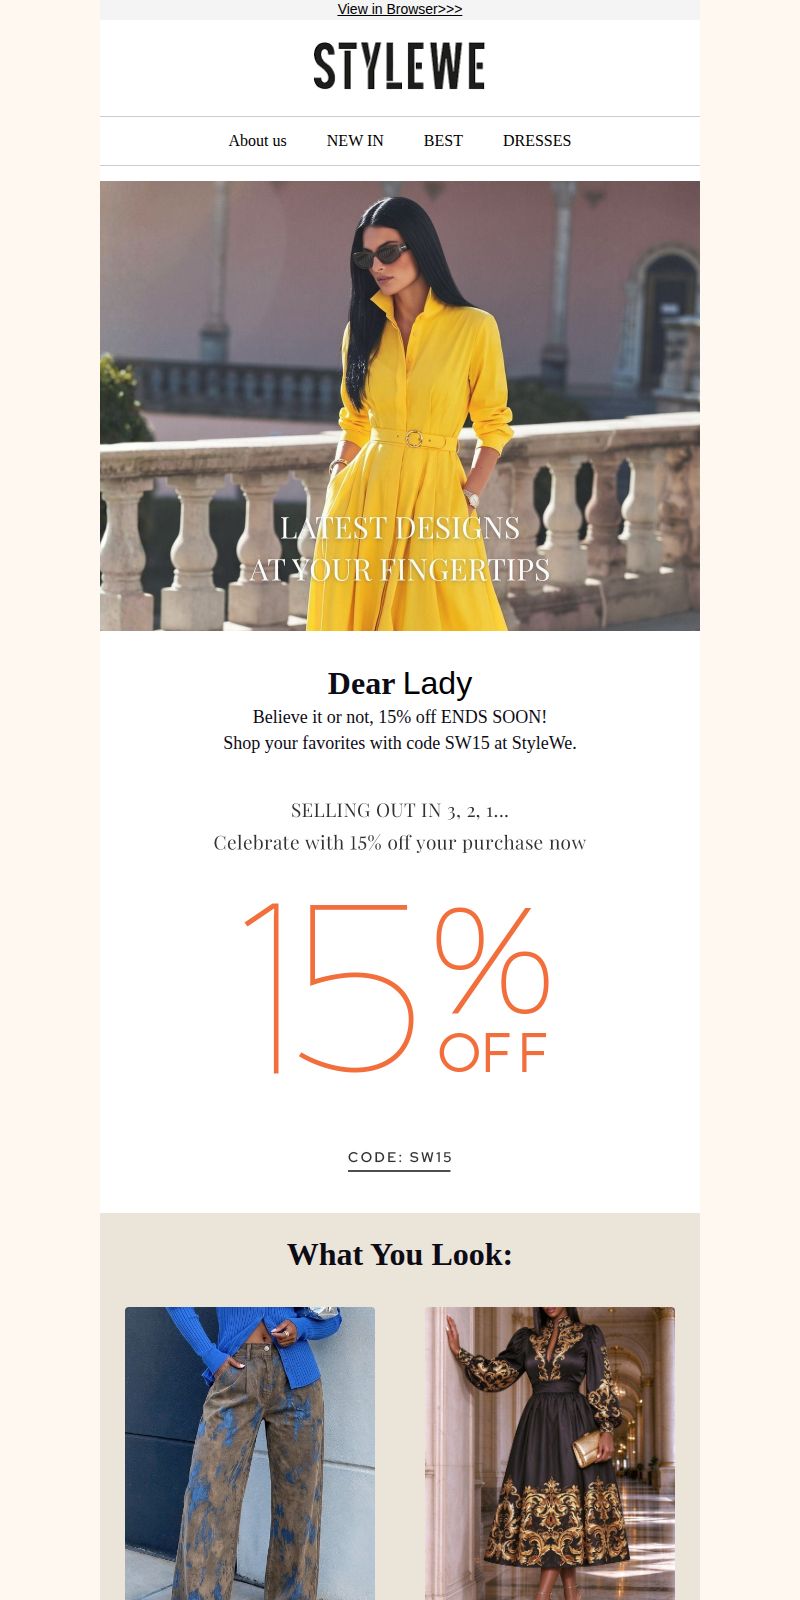 View in Browser>>>
STYLEWE
About us NEW IN BEST DRESSES
LATEST DESIGNS
AT YOUR FINGERTIPS
Dear Lady
Believe it or not, 15% off ENDS SOON!
Shop your favorites with code SW15 at StyleWe.
SELLING OUT IN 3, 2, 1...
Celebrate with 15% off your purchase now
15%
OFF
CODE: SW15
What You Look: